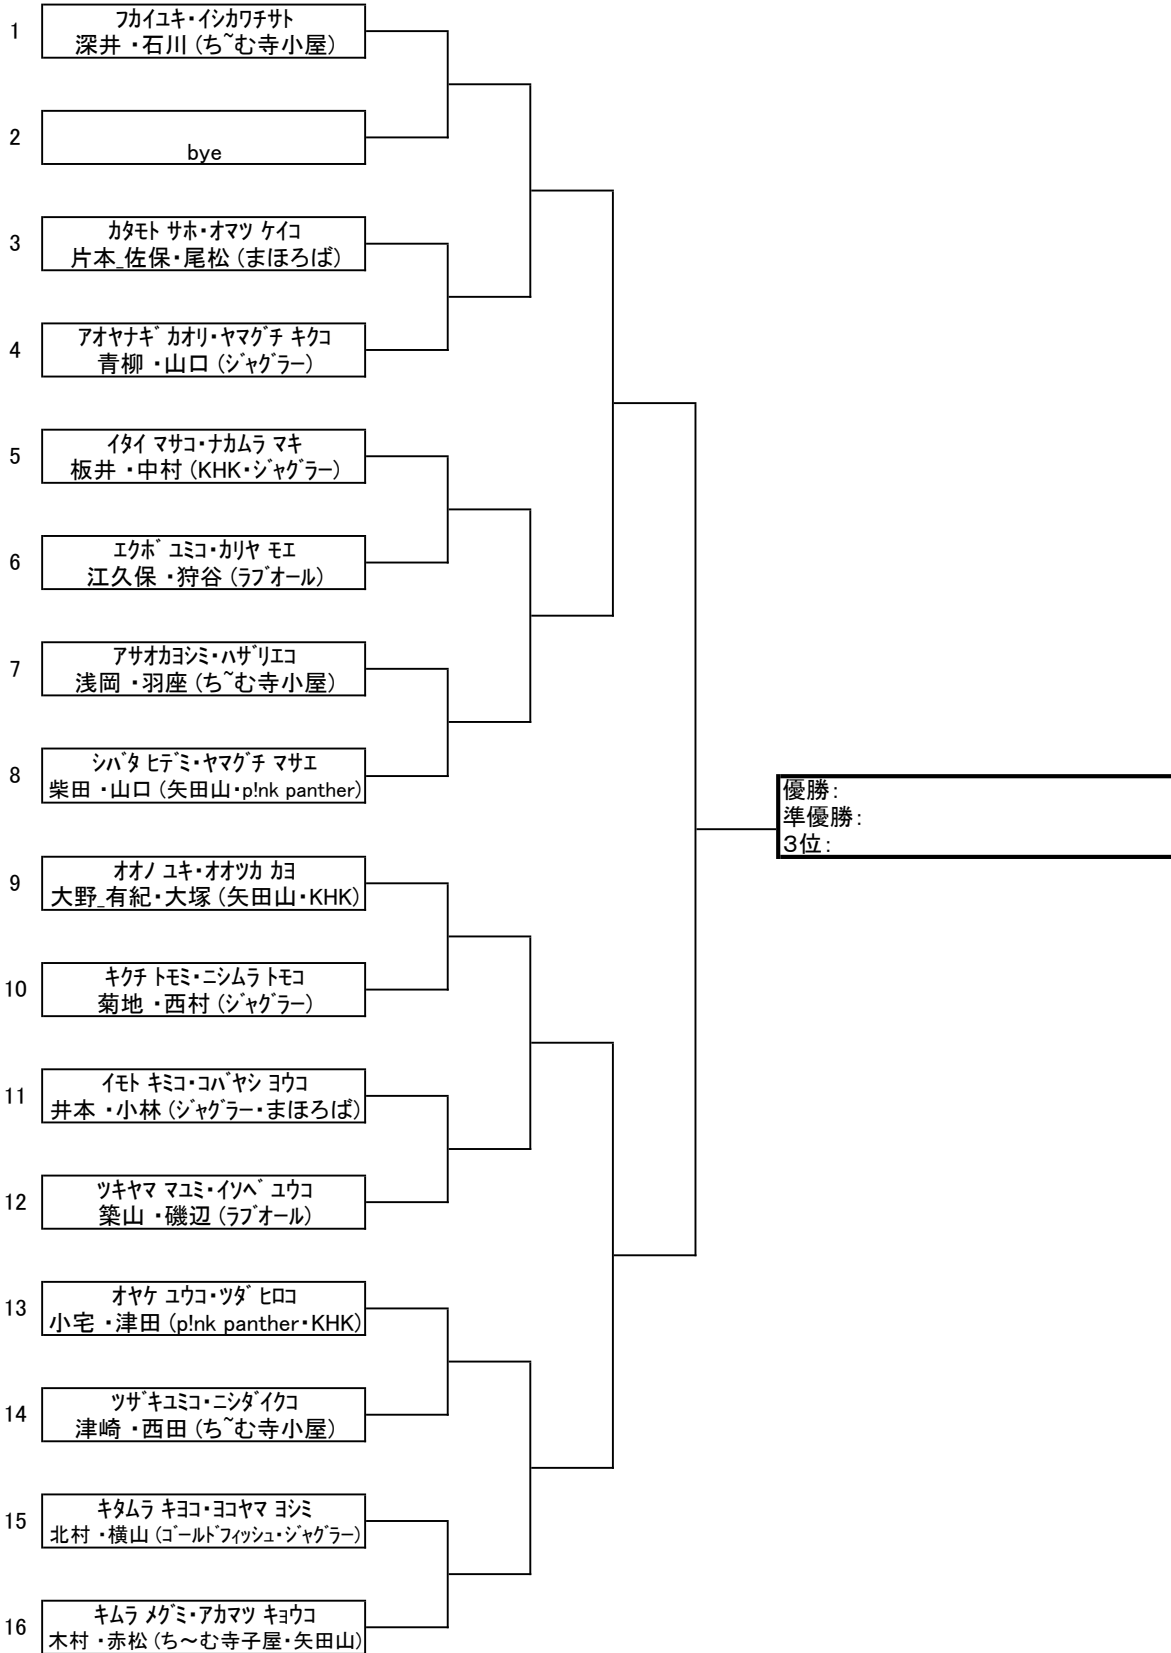 1
ﾌｶｲﾕｷ・ｲｼｶﾜﾁｻﾄ
深井 ・石川 (ち~む寺小屋)
2
bye
3
ｶﾀﾓﾄ ｻﾎ・ｵﾏﾂ ｹｲｺ
片本_佐保・尾松 (まほろば)
4
ｱｵﾔﾅｷﾞ ｶｵﾘ・ﾔﾏｸﾞﾁ ｷｸｺ
青柳 ・山口 (ｼﾞｬｸﾞﾗｰ)
5
ｲﾀｲ ﾏｻｺ・ﾅｶﾑﾗ ﾏｷ
板井 ・中村 (KHK・ｼﾞｬｸﾞﾗｰ)
6
ｴｸﾎﾞ ﾕﾐｺ・ｶﾘﾔ ﾓｴ
江久保 ・狩谷 (ﾗﾌﾞｵｰﾙ)
7
ｱｻｵｶﾖｼﾐ・ﾊｻﾞﾘｴｺ
浅岡 ・羽座 (ち~む寺小屋)
8
ｼﾊﾞﾀ ﾋﾃﾞﾐ・ﾔﾏｸﾞﾁ ﾏｻｴ
柴田 ・山口 (矢田山・p!nk panther)
優勝:
準優勝:
3位:
9
ｵｵﾉ ﾕｷ・ｵｵﾂｶ ｶﾖ
大野_有紀・大塚 (矢田山・KHK)
10
ｷｸﾁ ﾄﾓﾐ・ﾆｼﾑﾗ ﾄﾓｺ
菊地 ・西村 (ｼﾞｬｸﾞﾗｰ)
11
ｲﾓﾄ ｷﾐｺ・ｺﾊﾞﾔｼ ﾖｳｺ
井本 ・小林 (ｼﾞｬｸﾞﾗｰ・まほろば)
12
ﾂｷﾔﾏ ﾏﾕﾐ・ｲｿﾍﾞ ﾕｳｺ
築山 ・磯辺 (ﾗﾌﾞｵｰﾙ)
13
ｵﾔｹ ﾕｳｺ・ﾂﾀﾞ ﾋﾛｺ
小宅 ・津田 (p!nk panther・KHK)
14
ﾂｻﾞｷﾕﾐｺ・ﾆｼﾀﾞｲｸｺ
津崎 ・西田 (ち~む寺小屋)
15
ｷﾀﾑﾗ ｷﾖｺ・ﾖｺﾔﾏ ﾖｼﾐ
北村 ・横山 (ｺﾞｰﾙﾄﾞﾌｨｯｼｭ・ｼﾞｬｸﾞﾗｰ)
16
ｷﾑﾗ ﾒｸﾞﾐ・ｱｶﾏﾂ ｷｮｳｺ
木村 ・赤松 (ち～む寺子屋・矢田山)